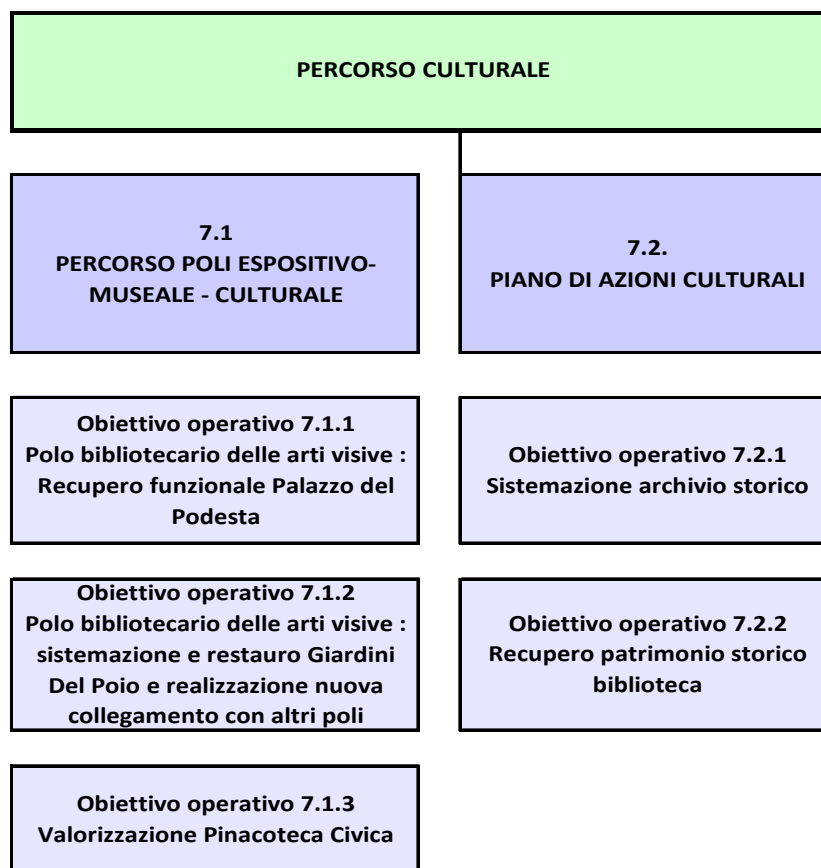 PERCORSO CULTURALE
7.1
PERCORSO POLI ESPOSITIVO-
MUSEALE - CULTURALE
7.2.
PIANO DI AZIONI CULTURALI
Obiettivo operativo 7.1.1
Polo bibliotecario delle arti visive :
Recupero funzionale Palazzo del
Podesta
Obiettivo operativo 7.2.1
Sistemazione archivio storico
Obiettivo operativo 7.1.2
Polo bibliotecario delle arti visive :
sistemazione e restauro Giardini
Del Poio e realizzazione nuova
collegamento con altri poli
Obiettivo operativo 7.2.2
Recupero patrimonio storico
biblioteca
Obiettivo operativo 7.1.3
Valorizzazione Pinacoteca Civica